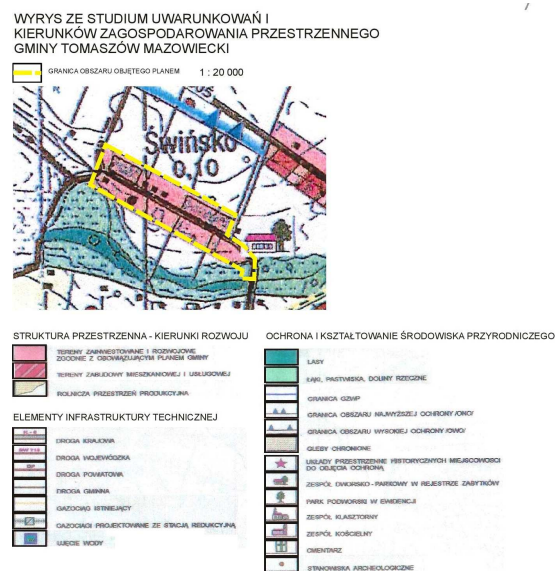 WYRYS ZE STUDIUM UWARUNKOWAŃ I
KIERUNKÓW ZAGOSPODAROWANIA PRZESTRZENNEGO
GMINY TOMASZÓW MAZOWIECKI
GRANICA OBSZARU OBJĘTEGO PLANEM 1 : 20 000
Świńsko
0,10
STRUKTURA PRZESTRZENNA - KIERUNKI ROZWOJU
TERENY ZAINWESTOWANE I ROZWOJOWE
ZGODNIE Z OBOWIĄZUJĄCYM PLANEM GMINY
TERENY ZABUDOWY MIESZKANIOWEJ I USŁUGOWEJ
ROLNICZA PRZESTRZEŃ PRODUKCYJNA
ELEMENTY INFRASTRUKTURY TECHNICZNEJ
DROGA KRAJOWA
DROGA WOJEWÓDZKA
DROGA POWIATOWA
DROGA GMINNA
GAZOCIĄG ISTNIEJĄCY
GAZOCIĄGI PROJEKTOWANE ZE STACJĄ REDUKCYJNĄ
UJĘCIE WODY
OCHRONA I KSZTAŁTOWANIE ŚRODOWISKA PRZYRODNICZEGO
LASY
ŁĄKI, PASTWISKA, DOLINY RZECZNE
GRANICA GZWP
GRANICA OBSZARU NAJWYŻSZEJ OCHRONY /ONO/
GRANICA OBSZARU WYSOKIEJ OCHRONY /OWO/
GLEBY CHRONIONE
UKŁADY PRZESTRZENNE HISTORYCZNYCH MIEJSCOWOŚCI
DO OBJĘCIA OCHRONĄ
ZESPÓŁ DWORSKO - PARKOWY W REJESTRZE ZABYTKÓW
PARK PODWORSKI W EWIDENCJI
ZESPÓŁ KLASZTORNY
ZESPÓŁ KOŚCIELNY
CMENTARZ
STANOWISKA ARCHEOLOGICZNE